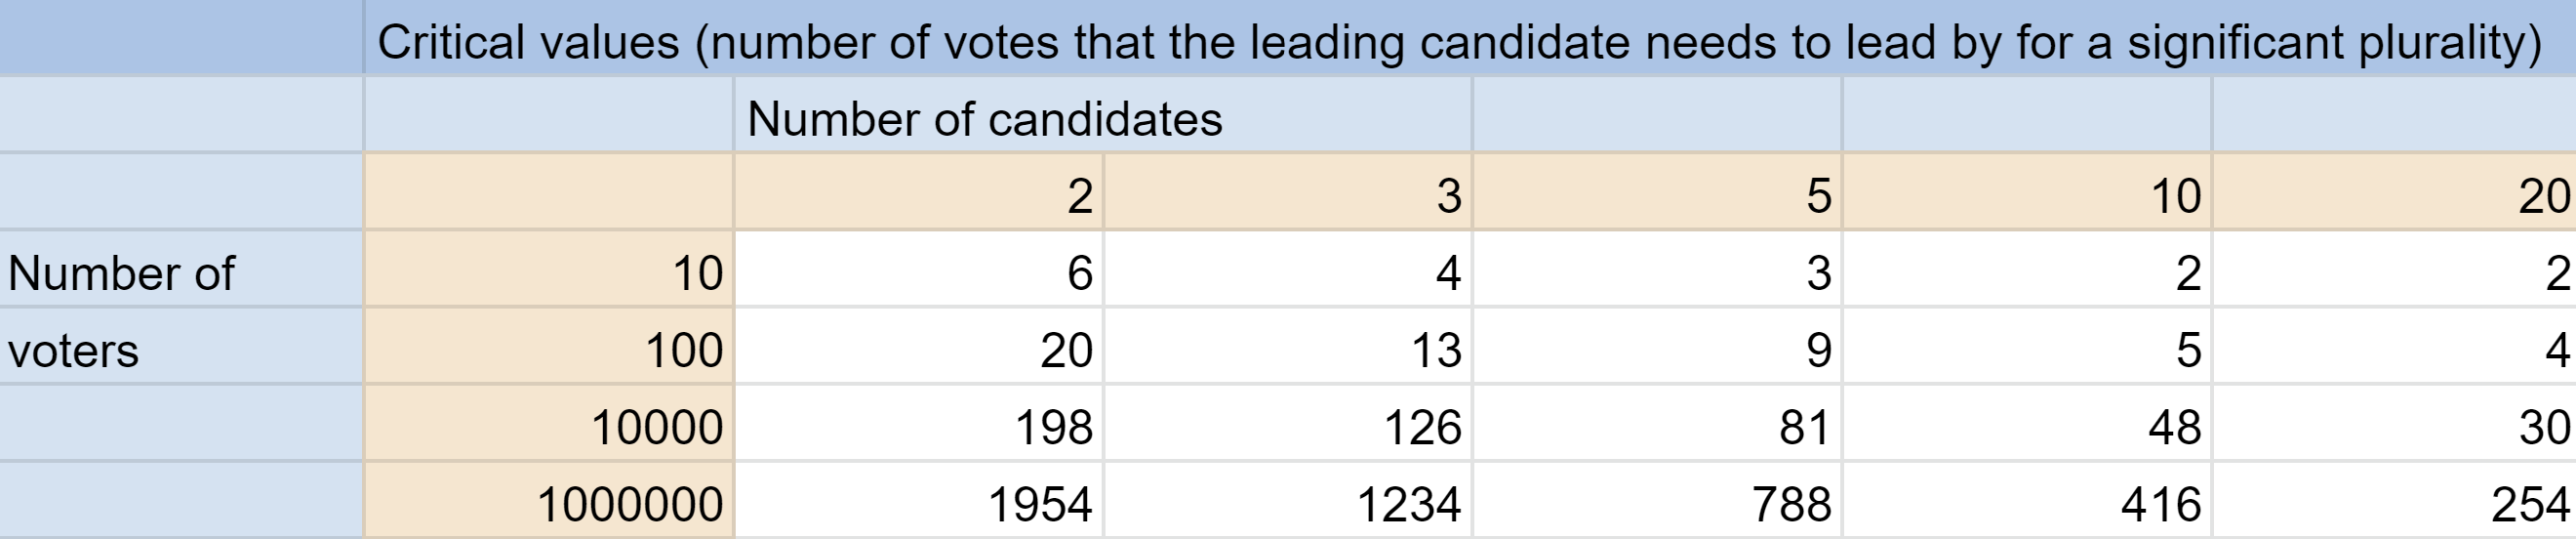 Critical values (number of votes that the leading candidate needs to lead by for a significant plurality)
Number of candidates
2 3 5 10 20
Number of 10 6 4 3 2 2
voters 100 20 13 9 5 4
10000 198 126 81 48 30
1000000 1954 1234 788 416 254